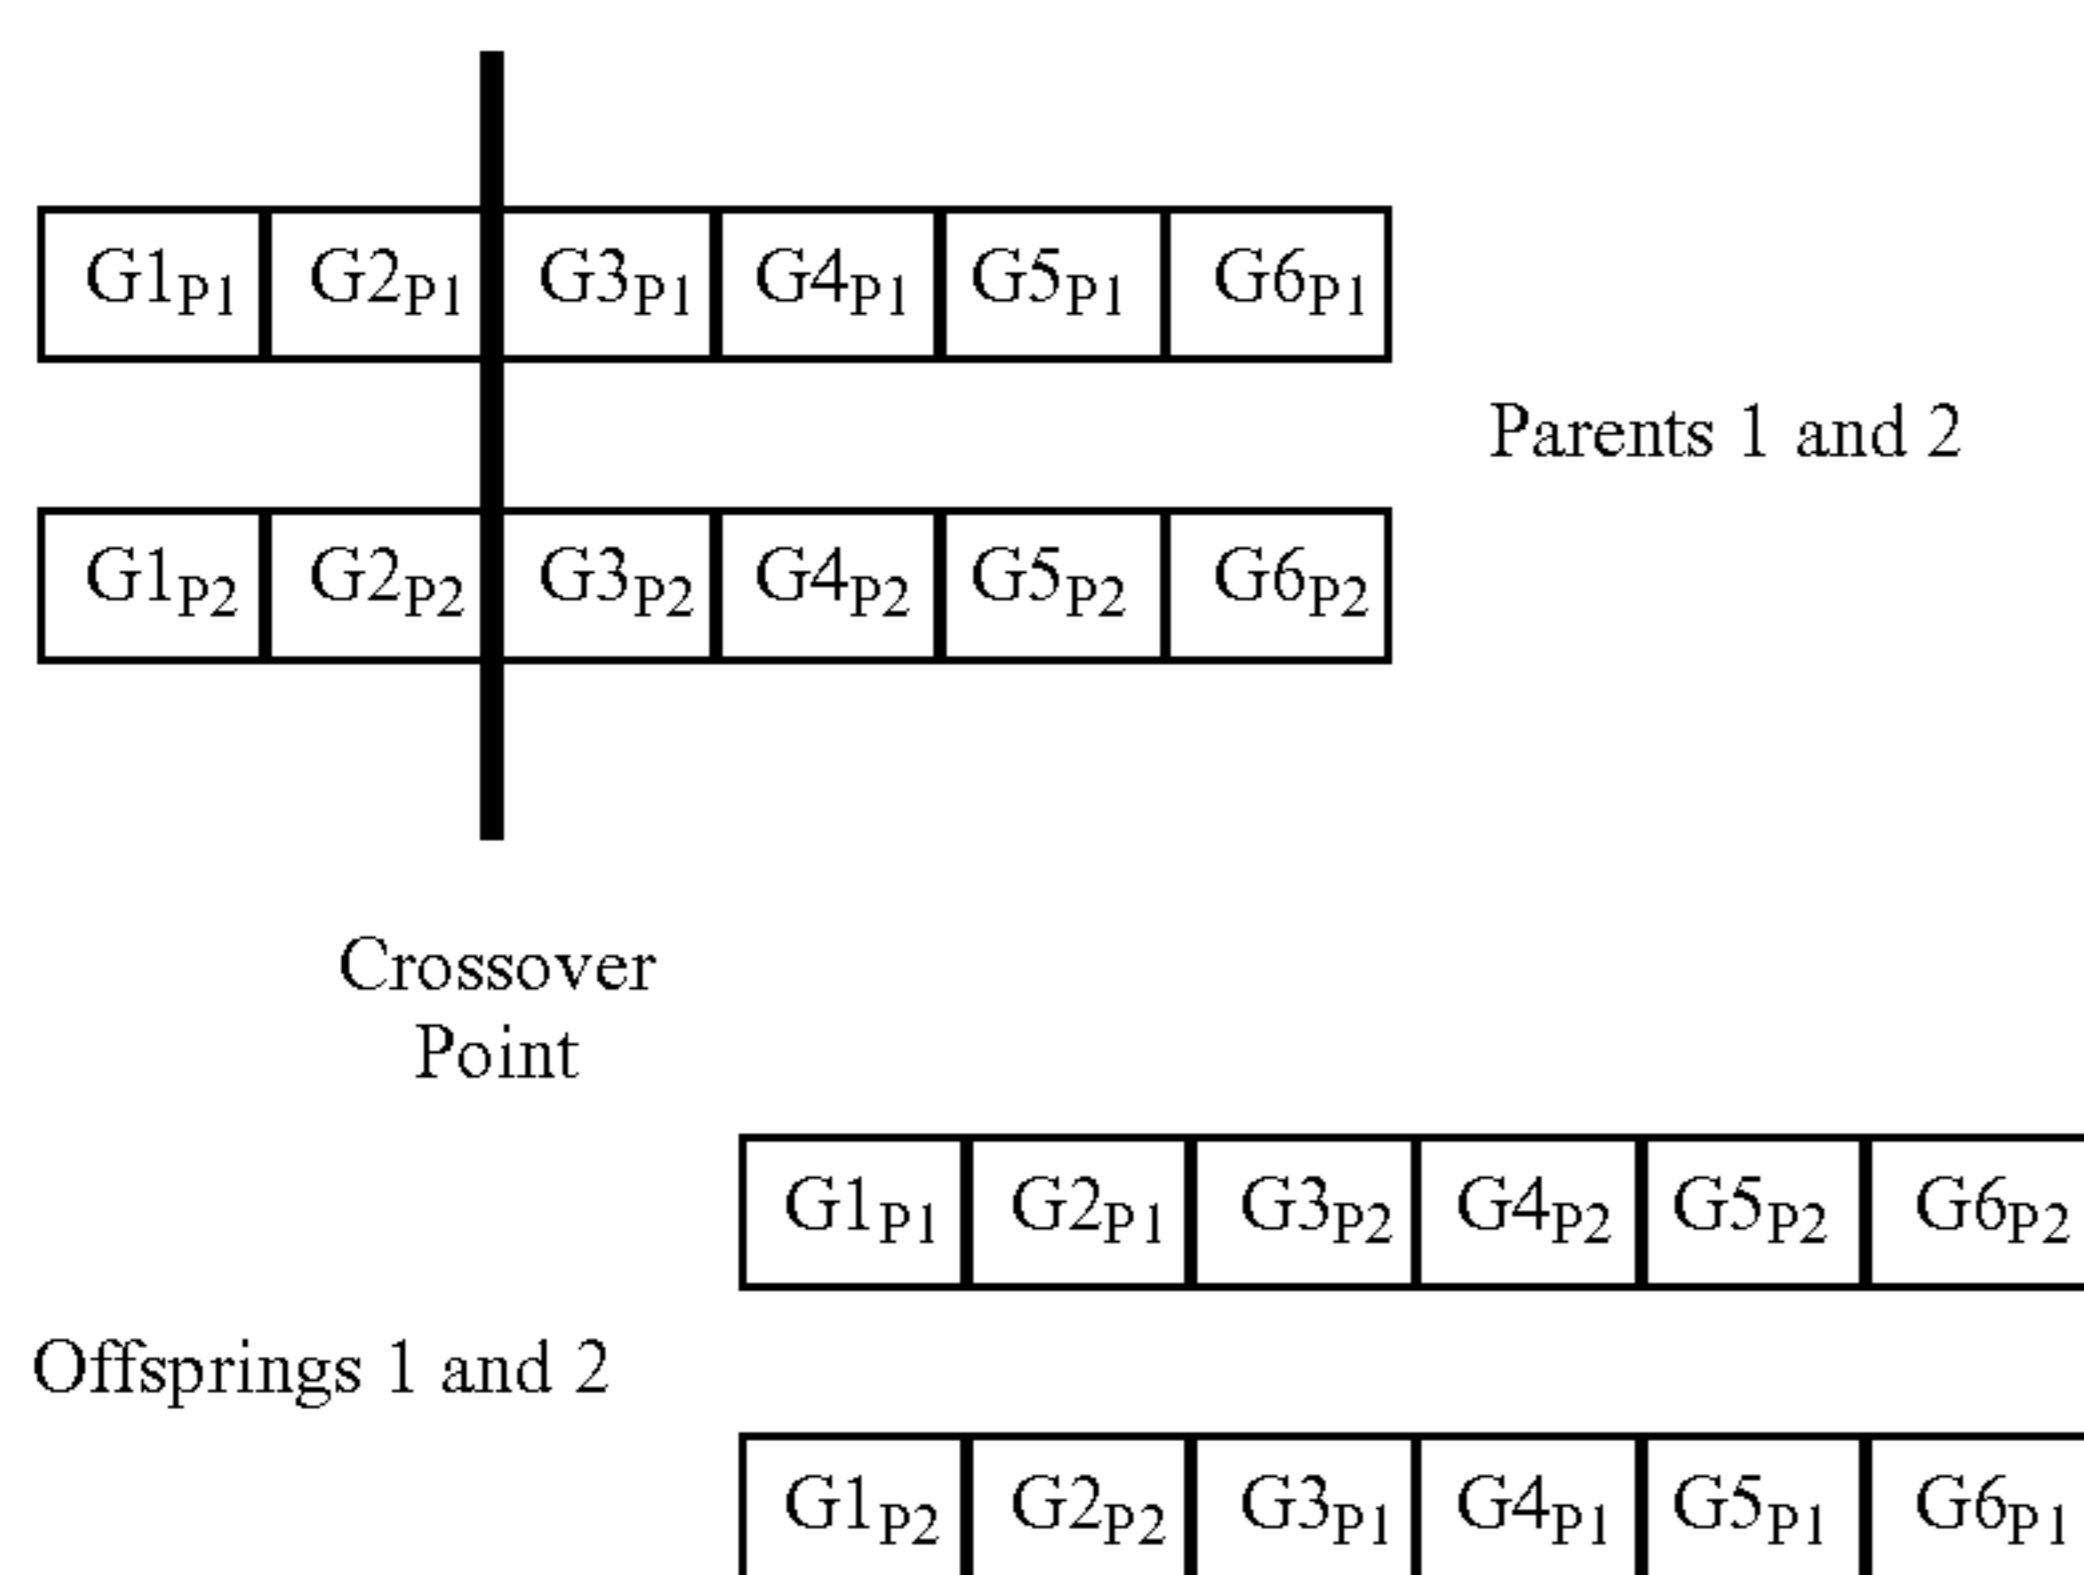 G1P1 G2P1 G3P1 G4P1 G5P1 G6P1
Parents 1 and 2
G1P2 G2P2 G3P2 G4P2 G5P2 G6P2
Crossover
Point
G1P1 G2P1 G3P2 G4P2 G5P2 G6P2
Offsprings 1 and 2
G1P2 G2P2 G3P1 G4P1 G5P1 G6P1